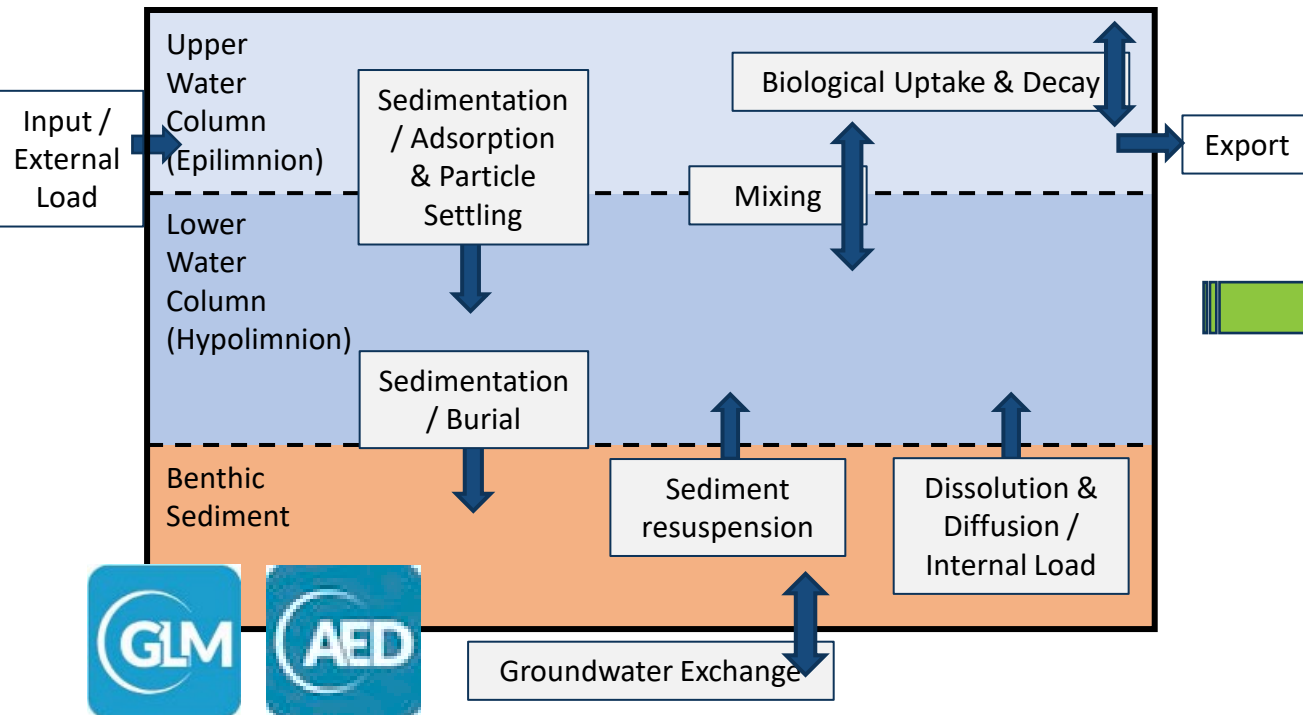 Upper
Water
Column
(Epilimnion)
Input /
External
Load
Sedimentation
/ Adsorption
& Particle
Settling
Biological Uptake & Decay
Export
Mixing
Lower
Water
Column
(Hypolimnion)
Sedimentation
/ Burial
Benthic
Sediment
Sediment
resuspension
Dissolution &
Diffusion /
Internal Load
GLM
AED
Groundwater Exchange